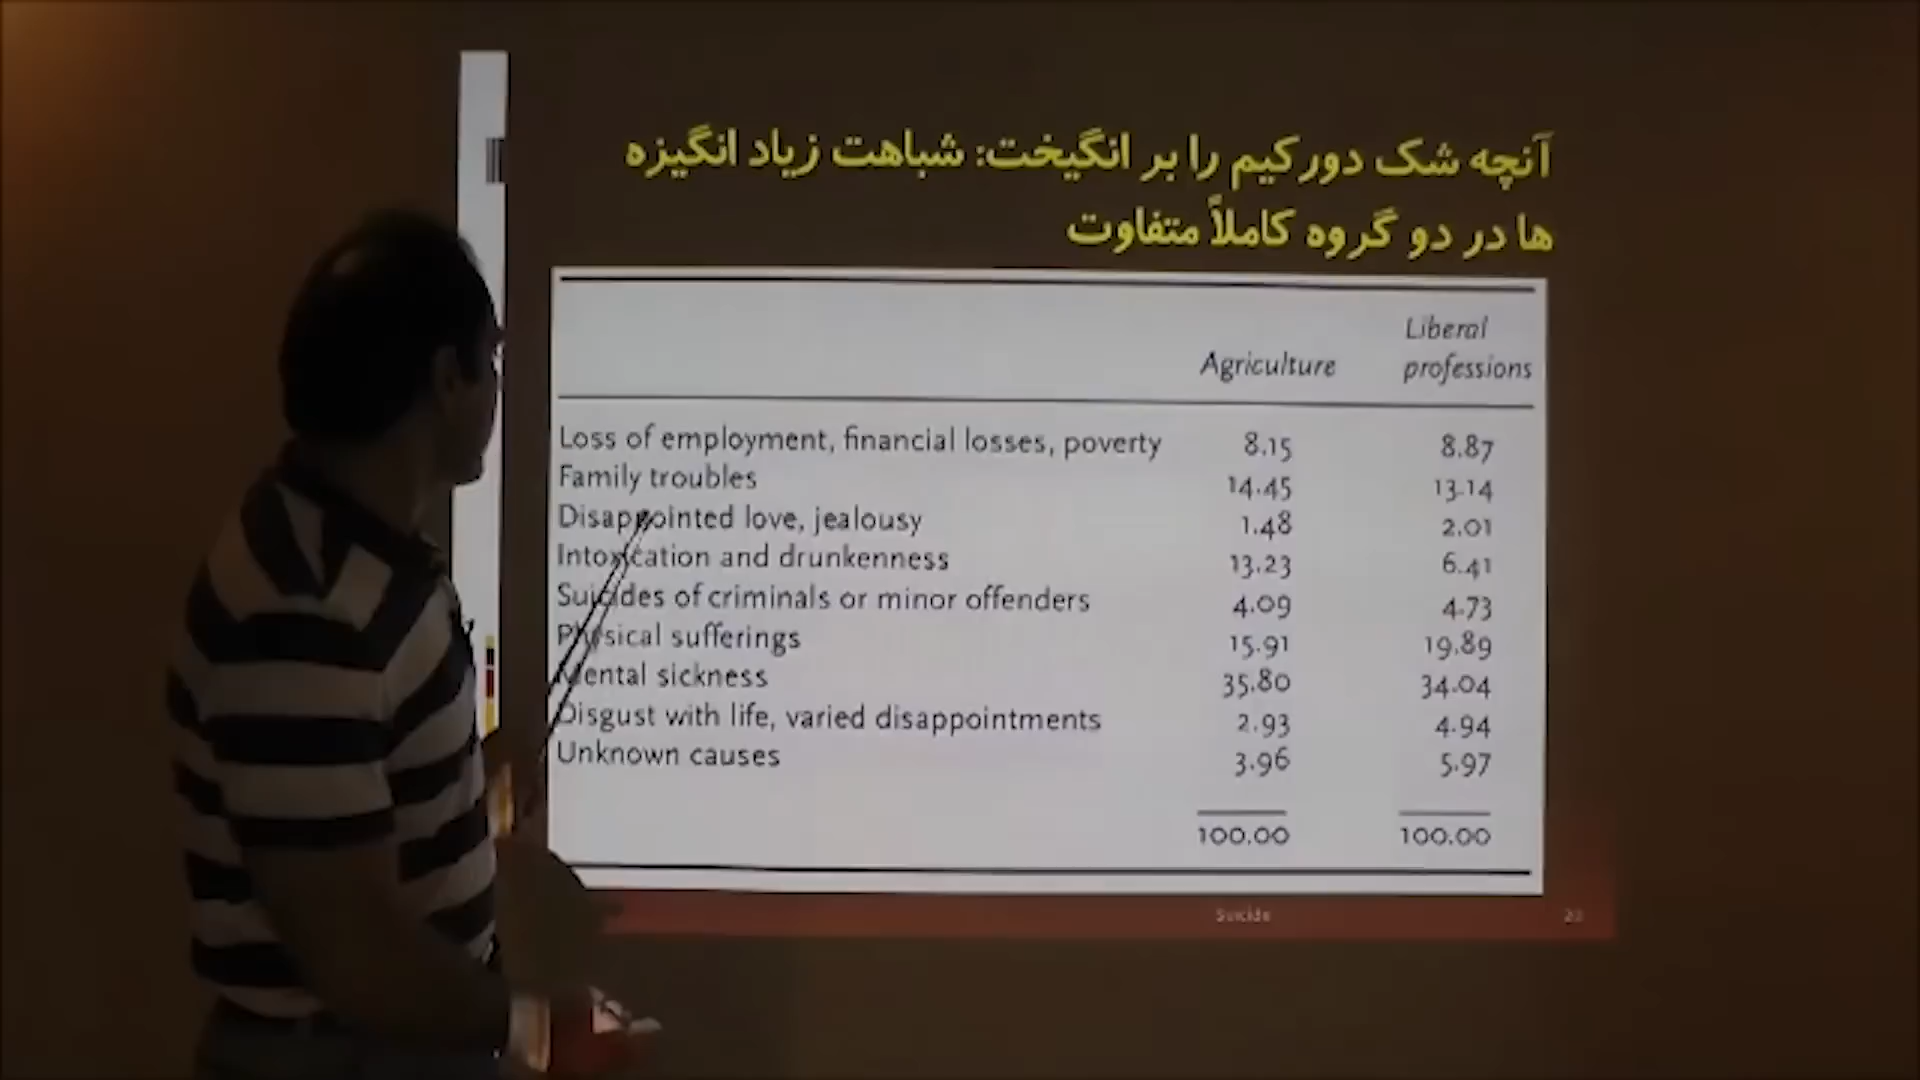 آنچه شک دورکیم را بر انگیخت: شباهت زیاد انگیزه
ها در دو گروه کاملاً متفاوت
Agriculture Liberal professions
Loss of employment, financial losses, poverty 8.15 8.87
Family troubles 14.45 13.14
Disappointed love, jealousy 1.48 2.01
Intoxication and drunkenness 13.23 6.41
Suicides of criminals or minor offenders 4.09 4.73
Physical sufferings 15.91 19.89
Mental sickness 35.80 34.04
Disgust with life, varied disappointments 2.93 4.94
Unknown causes 3.96 5.97
100.00 100.00
Suicide